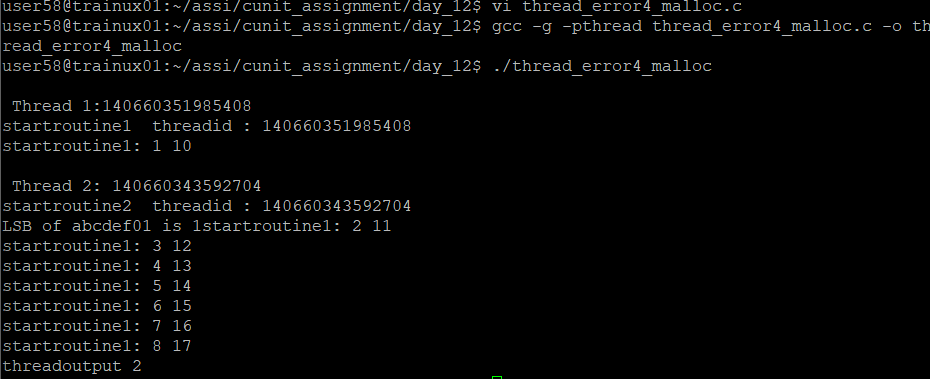 user58@trainux01:~/assi/cunit_assignment/day_12$ vi thread_error4_malloc.c
user58@trainux01:~/assi/cunit_assignment/day_12$ gcc -g -pthread thread_error4_malloc.c -o th
read_error4_malloc
user58@trainux01:~/assi/cunit_assignment/day_12$ ./thread_error4_malloc
Thread 1:140660351985408
startroutine1  threadid : 140660351985408
startroutine1: 1 10
Thread 2: 140660343592704
startroutine2  threadid : 140660343592704
LSB of abcdef01 is 1startroutine1: 2 11
startroutine1: 3 12
startroutine1: 4 13
startroutine1: 5 14
startroutine1: 6 15
startroutine1: 7 16
startroutine1: 8 17
threadoutput 2